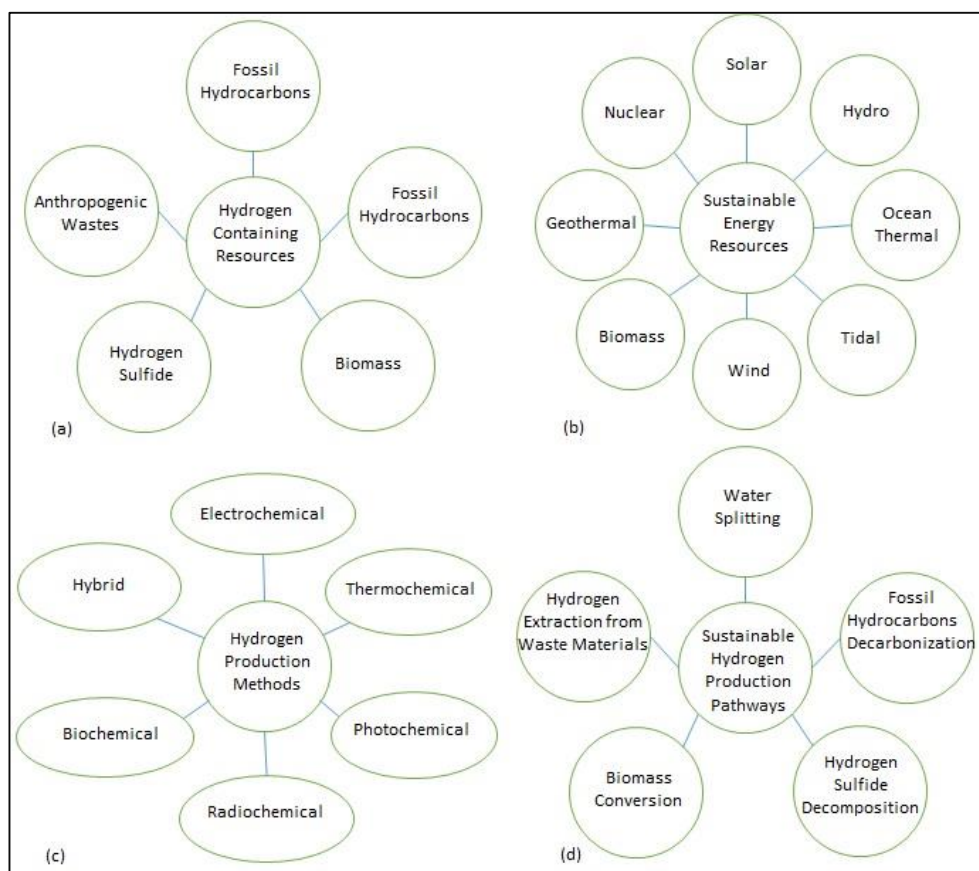 Fossil
Hydrocarbons
Anthropogenic
Wastes
Hydrogen
Containing
Resources
Fossil
Hydrocarbons
Hydrogen
Sulfide
Biomass
(a)
Solar
Nuclear
Hydro
Geothermal
Sustainable
Energy
Resources
Ocean
Thermal
Biomass
Wind
Tidal
(b)
Electrochemical
Hybrid
Thermochemical
Hydrogen
Production
Methods
Biochemical
Photochemical
Radiochemical
(c)
Water
Splitting
Hydrogen
Extraction from
Waste Materials
Sustainable
Hydrogen
Production
Pathways
Fossil
Hydrocarbons
Decarbonization
Biomass
Conversion
Hydrogen
Sulfide
Decomposition
(d)